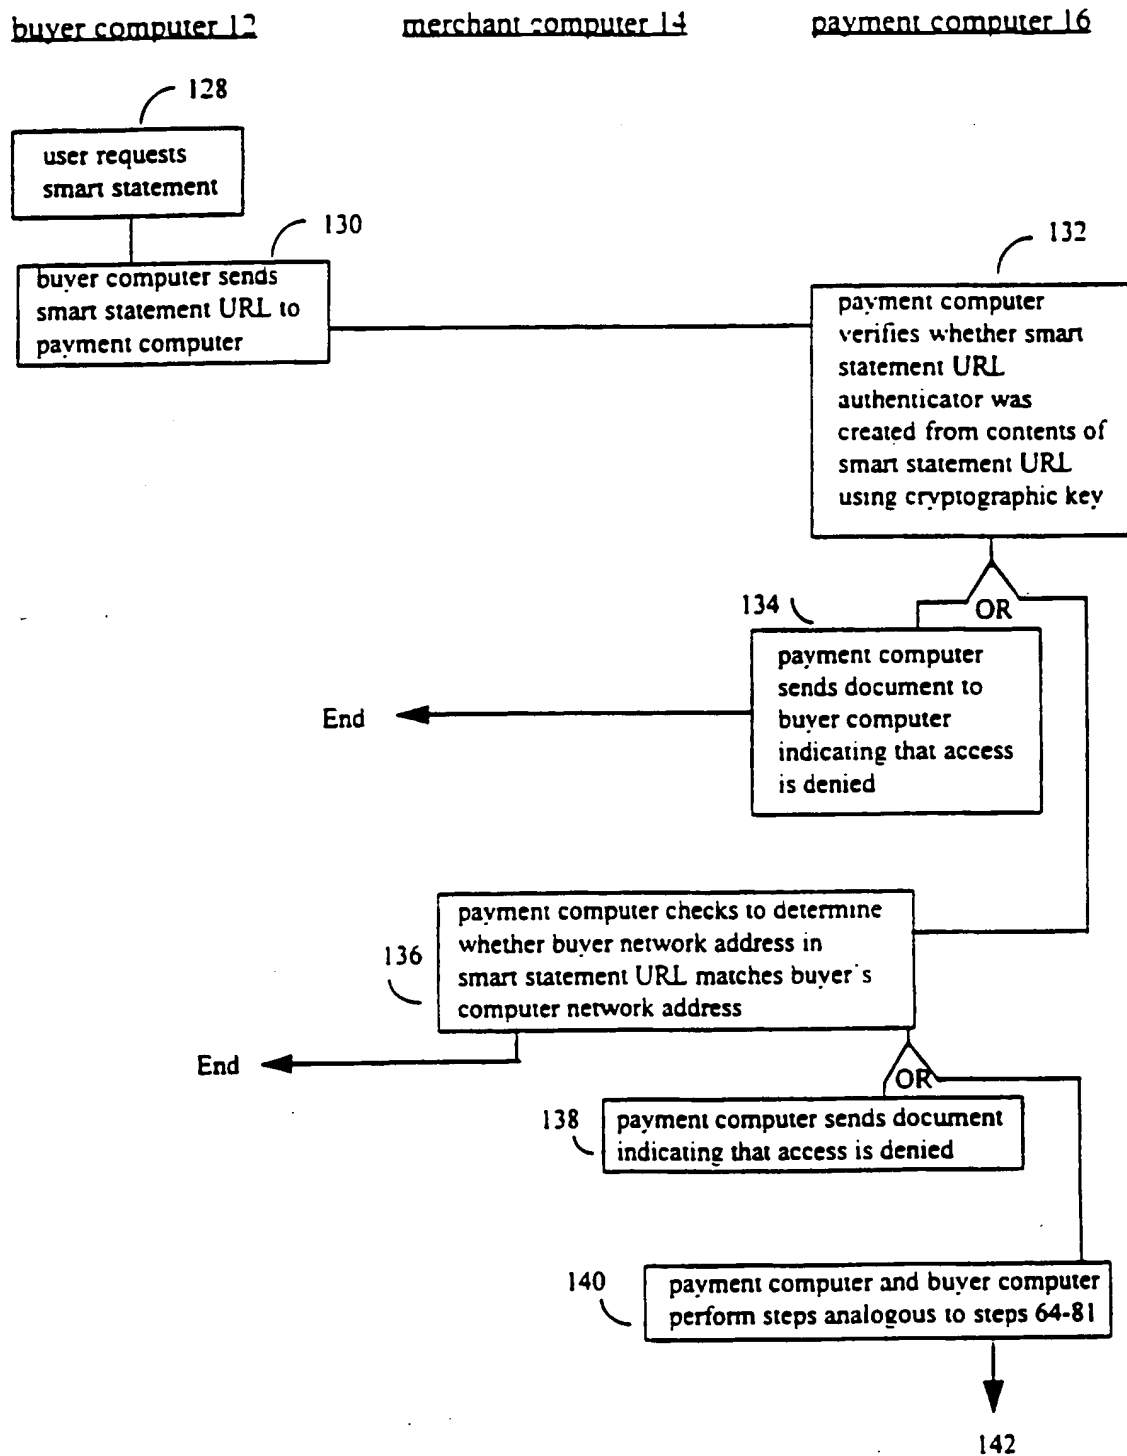 buyer computer 12
merchant computer 14
payment computer 16
128
user requests
smart statement
130
buyer computer sends
smart statement URL to
payment computer
132
payment computer
verifies whether smart
statement URL
authenticator was
created from contents of
smart statement URL
using cryptographic key
OR
134
payment computer
sends document to
buyer computer
indicating that access
is denied
End
136
payment computer checks to determine
whether buyer network address in
smart statement URL matches buyer's
computer network address
End
OR
138
payment computer sends document
indicating that access is denied
140
payment computer and buyer computer
perform steps analogous to steps 64-81
142